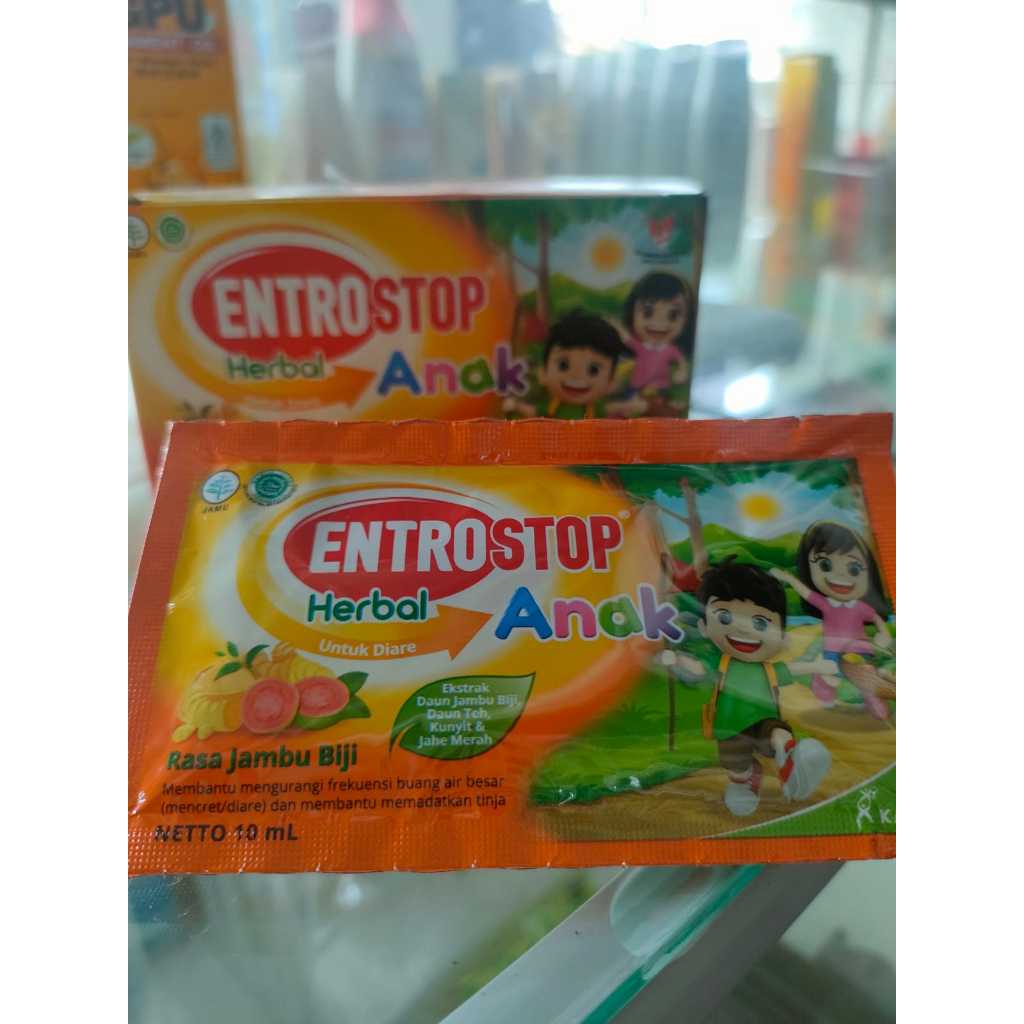 GPU
ENTROSTOP
Herbal
Anak
JAMU
ENTROSTOP®
Herbal
Anak
Untuk Diare
Ekstrak
Daun Jambu Biji,
Daun Teh,
Kunyit &
Jahe Merah
Rasa Jambu Biji
Membantu mengurangi frekuensi buang air besar
(mencret/diare) dan membantu memadatkan tinja
NETTO 10 mL